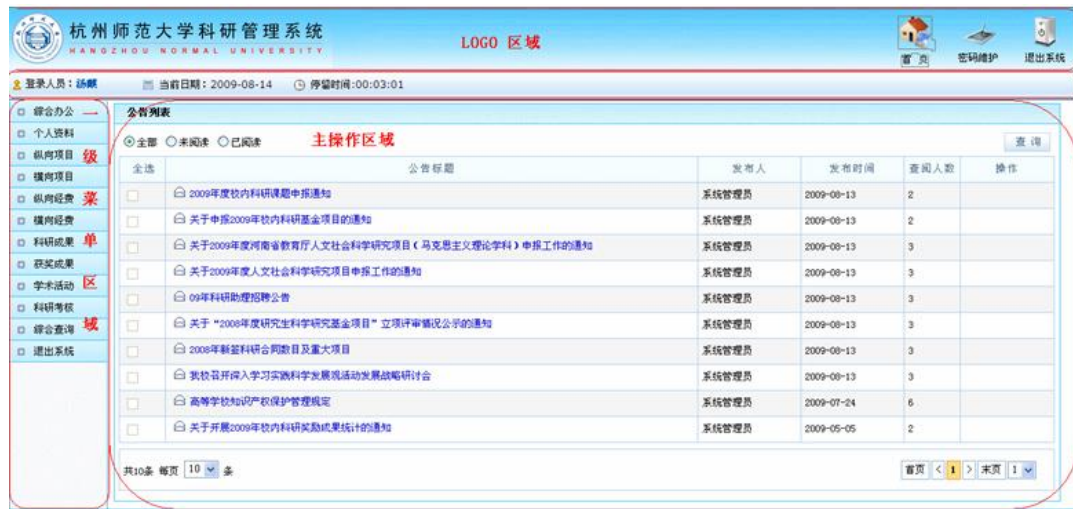 杭州师范大学科研管理系统
HANGZHOU NORMAL UNIVERSITY
LOGO 区域
首 页
密码维护
退出系统
登录人员：汤麒
当前日期：2009-08-14
停留时间:00:03:01
综合办公
个人资料
纵向项目
横向项目
纵向经费
横向经费
科研成果
获奖成果
学术活动
科研考核
综合查询
退出系统
一级菜单区域
公告列表
全部 未阅读 已阅读
主操作区域
查 询
全选 公告标题 发布人 发布时间 查阅人数 操作
2009年度校内科研课题申报通知 系统管理员 2009-08-13 2
关于申报2009年校内科研基金项目的通知 系统管理员 2009-08-13 2
关于2009年度河南省教育厅人文社会科学研究项目（马克思主义理论学科）申报工作的通知 系统管理员 2009-08-13 3
关于2009年度人文社会科学研究项目申报工作的通知 系统管理员 2009-08-13 3
09年科研助理招聘公告 系统管理员 2009-08-13 3
关于“2008年度研究生科学研究基金项目”立项评审情况公示的通知 系统管理员 2009-08-13 3
2008年新签科研合同数目及重大项目 系统管理员 2009-08-13 3
我校召开深入学习实践科学发展观活动发展战略研讨会 系统管理员 2009-08-13 3
高等学校知识产权保护管理规定 系统管理员 2009-07-24 6
关于开展2009年校内科研奖励成果统计的通知 系统管理员 2009-05-05 2
共10条 每页 10 条
首页 < 1 > 末页 1